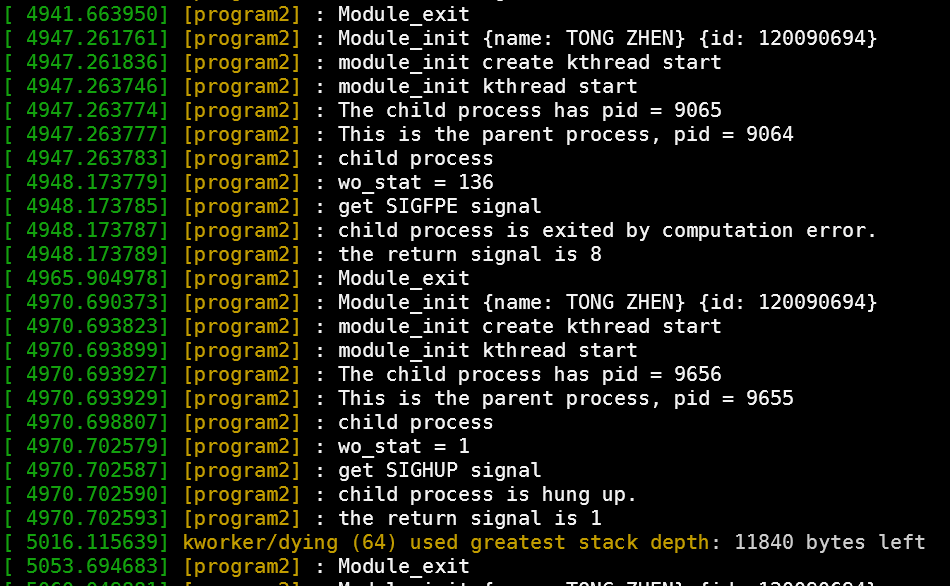 [ 4941.663950] [program2] : Module_exit
[ 4947.261761] [program2] : Module_init {name: TONG ZHEN} {id: 120090694}
[ 4947.261836] [program2] : module_init create kthread start
[ 4947.263746] [program2] : module_init kthread start
[ 4947.263774] [program2] : The child process has pid = 9065
[ 4947.263777] [program2] : This is the parent process, pid = 9064
[ 4947.263783] [program2] : child process
[ 4948.173779] [program2] : wo_stat = 136
[ 4948.173785] [program2] : get SIGFPE signal
[ 4948.173787] [program2] : child process is exited by computation error.
[ 4948.173789] [program2] : the return signal is 8
[ 4965.904978] [program2] : Module_exit
[ 4970.690373] [program2] : Module_init {name: TONG ZHEN} {id: 120090694}
[ 4970.693823] [program2] : module_init create kthread start
[ 4970.693899] [program2] : module_init kthread start
[ 4970.693927] [program2] : The child process has pid = 9656
[ 4970.693929] [program2] : This is the parent process, pid = 9655
[ 4970.698807] [program2] : child process
[ 4970.702579] [program2] : wo_stat = 1
[ 4970.702587] [program2] : get SIGHUP signal
[ 4970.702590] [program2] : child process is hung up.
[ 4970.702593] [program2] : the return signal is 1
[ 5016.115639] kworker/dying (64) used greatest stack depth: 11840 bytes left
[ 5053.694683] [program2] : Module_exit